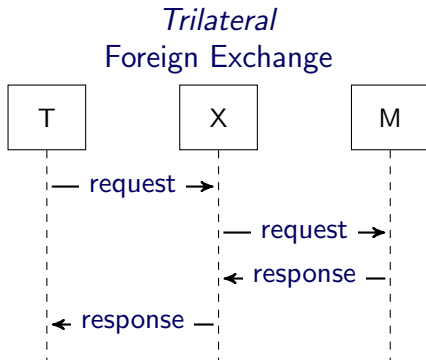 Trilateral
Foreign Exchange
T X M
request
request
response
response